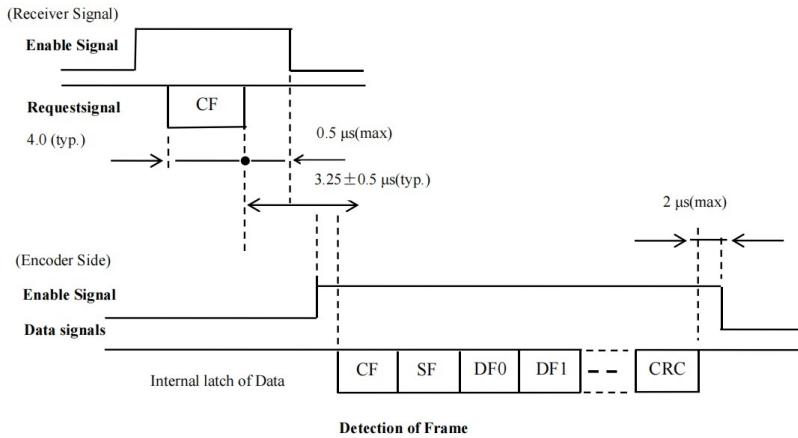 (Receiver Signal)
Enable Signal
Requestsignal
CF
4.0 (typ.)
0.5 μs(max)
3.25±0.5 μs(typ.)
2 μs(max)
(Encoder Side)
Enable Signal
Data signals
Internal latch of Data
CF SF DF0 DF1 -- CRC
Detection of Frame